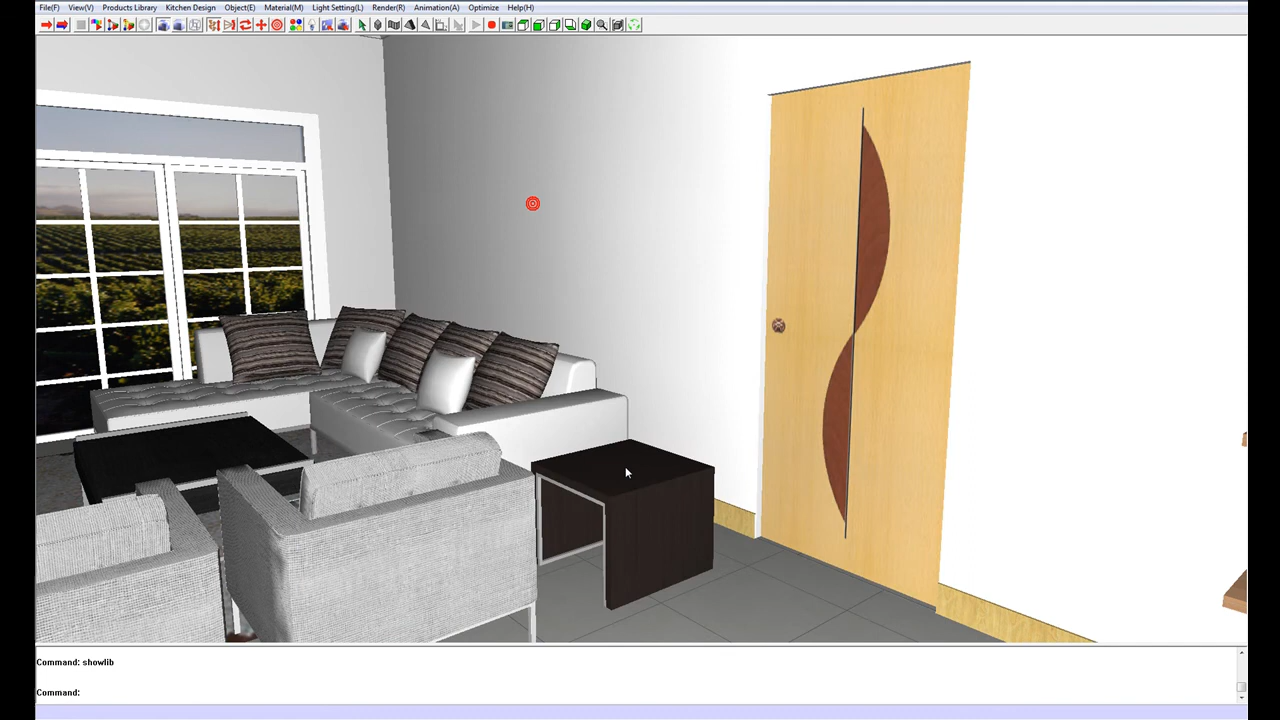 File(F) View(V) Products Library Kitchen Design Object(E) Material(M) Light Setting(L) Render(R) Animation(A) Optimize Help(H)
Command: showlib
Command: